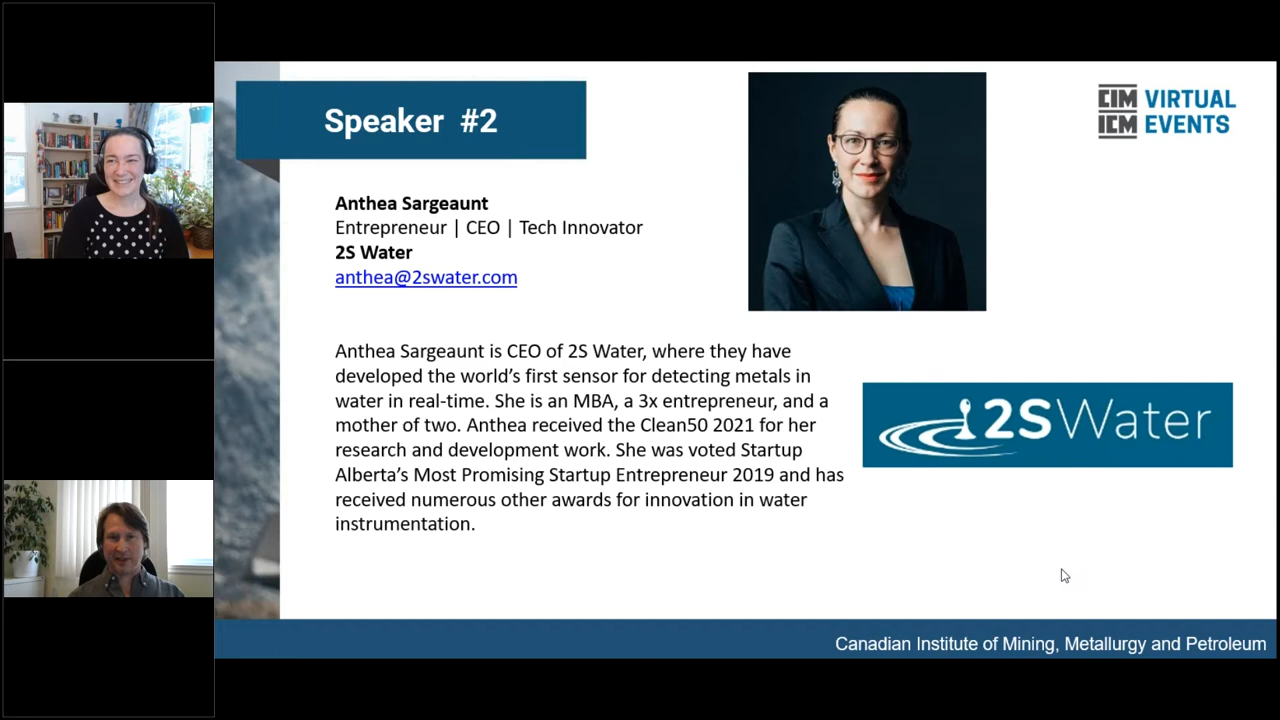 Speaker #2
CIM VIRTUAL
ICM EVENTS
Anthea Sargeaunt
Entrepreneur | CEO | Tech Innovator
2S Water
anthea@2swater.com
Anthea Sargeaunt is CEO of 2S Water, where they have
developed the world’s first sensor for detecting metals in
water in real-time. She is an MBA, a 3x entrepreneur, and a
mother of two. Anthea received the Clean50 2021 for her
research and development work. She was voted Startup
Alberta’s Most Promising Startup Entrepreneur 2019 and has
received numerous other awards for innovation in water
instrumentation.
2SWater
Canadian Institute of Mining, Metallurgy and Petroleum